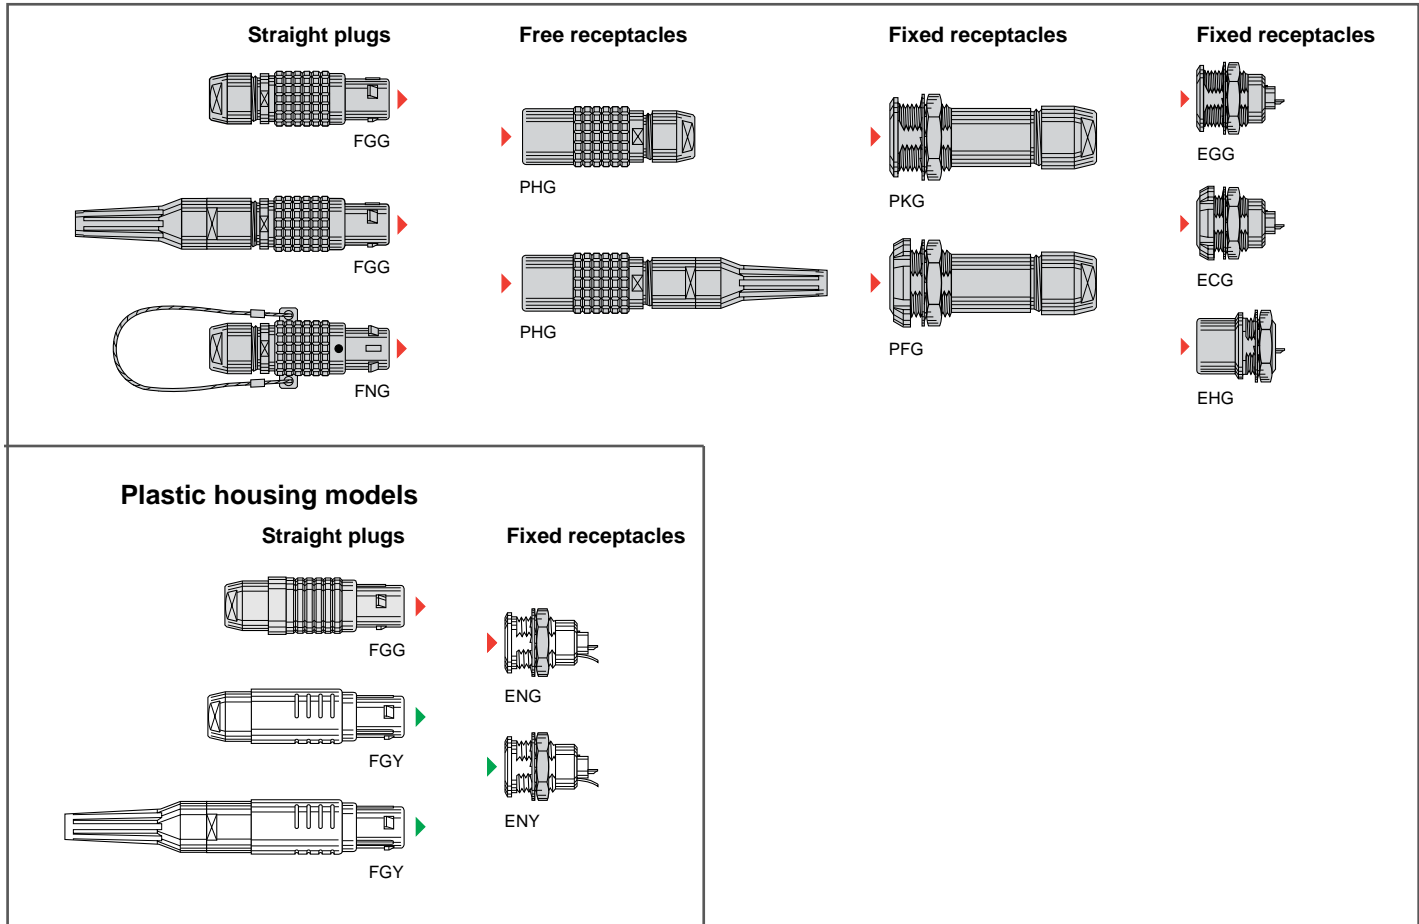 Straight plugs
Free receptacles
Fixed receptacles
Fixed receptacles
FGG
PHG
PKG
EGG
FGG
PHG
PFG
ECG
FNG
EHG
Plastic housing models
Straight plugs
Fixed receptacles
FGG
ENG
FGY
ENY
FGY